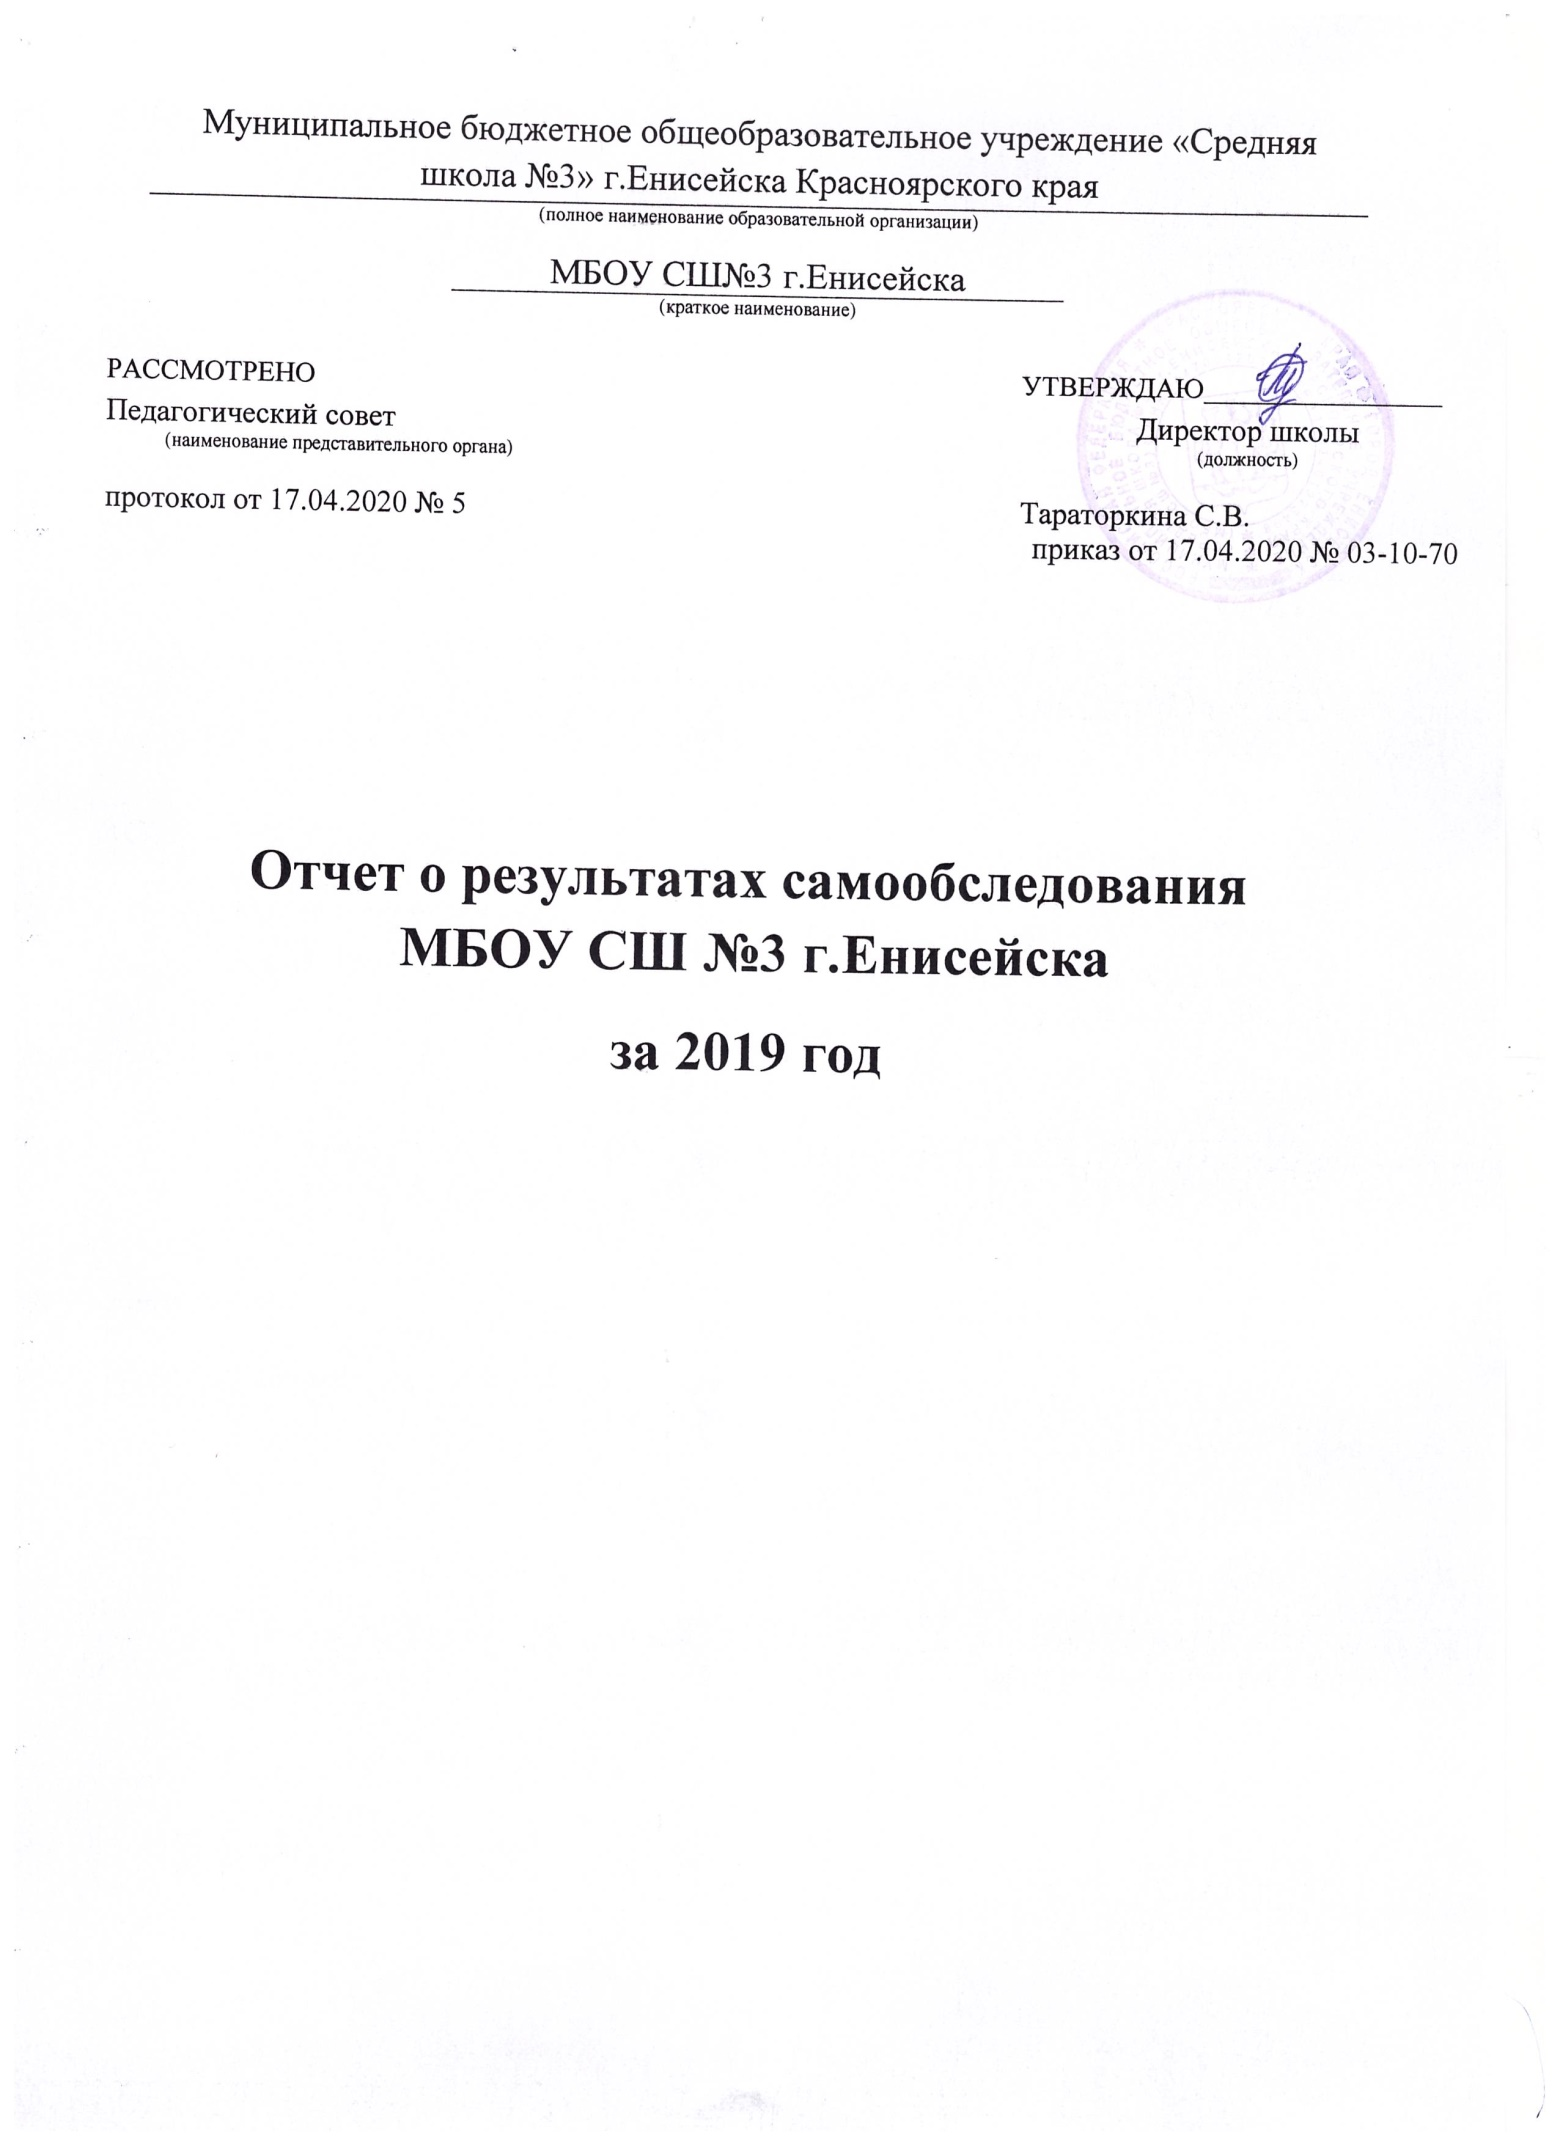 Муниципальное бюджетное общеобразовательное учреждение «Средняя
школа №3» г.Енисейска Красноярского края
(полное наименование образовательной организации)
МБОУ СШ№3 г.Енисейска
(краткое наименование)
РАССМОТРЕНО
Педагогический совет
(наименование представительного органа)
протокол от 17.04.2020 № 5
УТВЕРЖДАЮ
Директор школы
(должность)
Тараторкина С.В.
приказ от 17.04.2020 № 03-10-70
Отчет о результатах самообследования
МБОУ СШ №3 г.Енисейска
за 2019 год